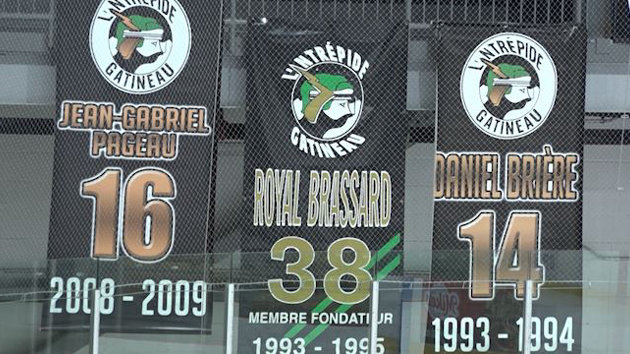 L'INTRÉPIDE
GATINEAU
JEAN-GABRIEL
PAGEAU
16
2008 - 2009
L'INTRÉPIDE
GATINEAU
ROYAL BRASSARD
38
MEMBRE FONDATEUR
1993 - 1995
L'INTRÉPIDE
GATINEAU
DANIEL BRIÈRE
14
1993 - 1994